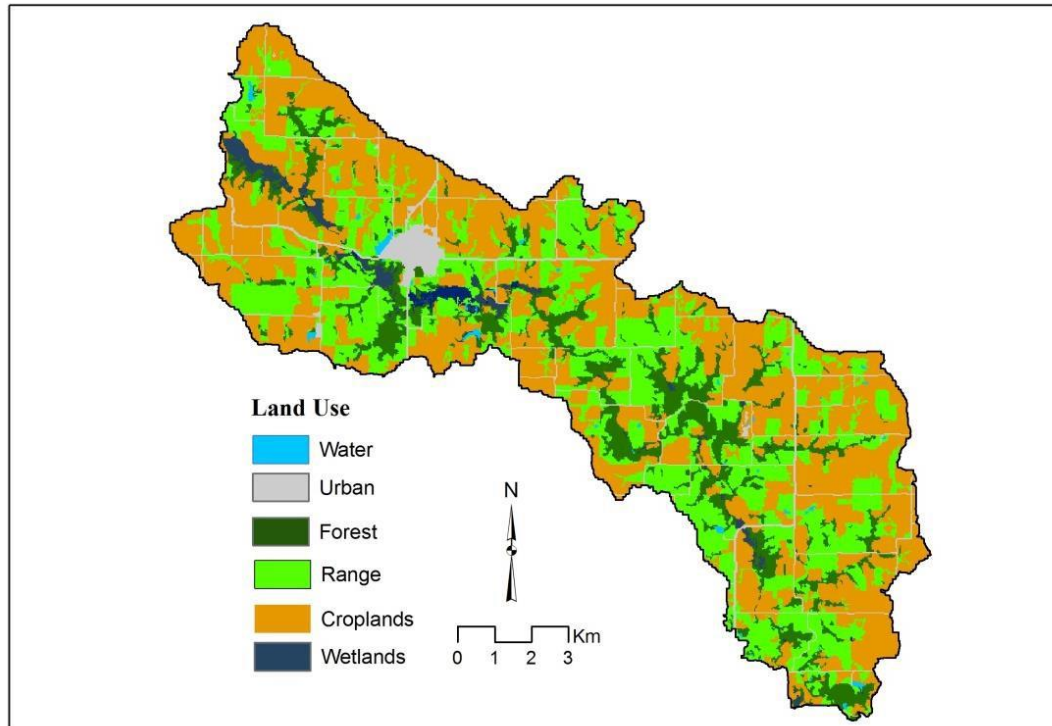 Land Use
Water
Urban
Forest
Range
Croplands
Wetlands
N
Km
0 1 2 3